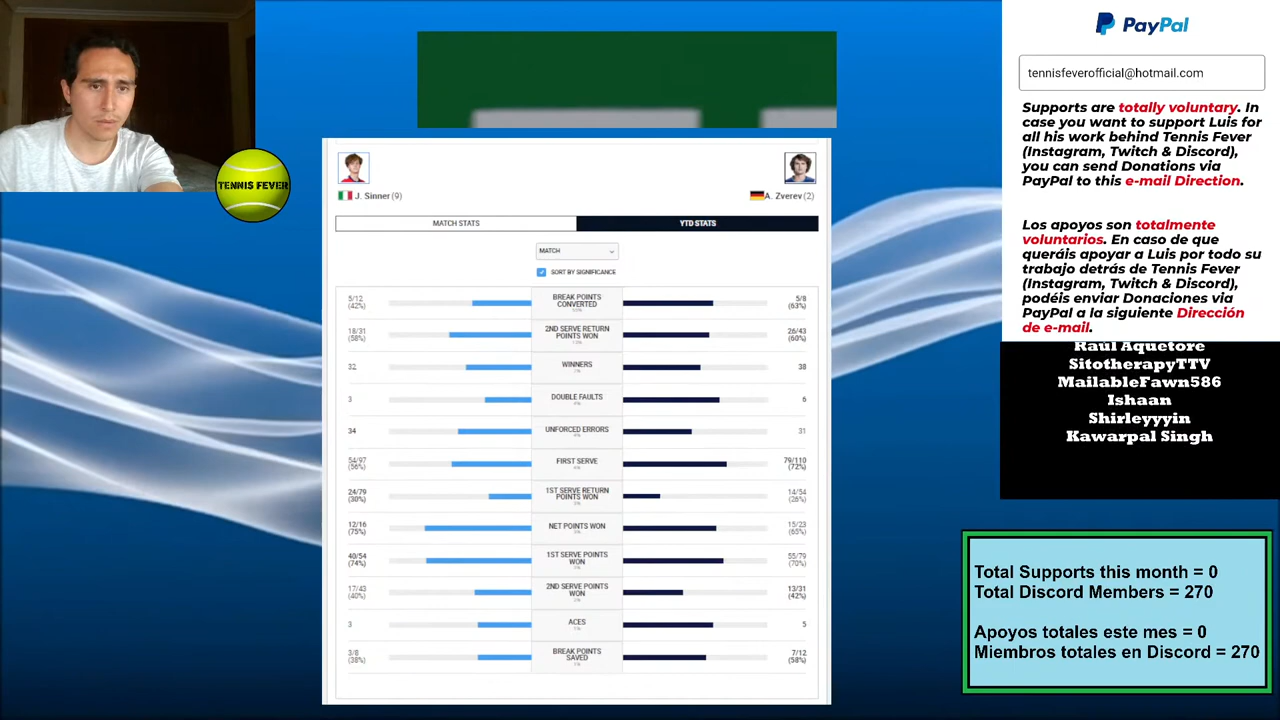 PayPal
tennisfeverofficial@hotmail.com
Supports are totally voluntary. In
case you want to support Luis for
all his work behind Tennis Fever
(Instagram, Twitch & Discord),
you can send Donations via
PayPal to this e-mail Direction.
Los apoyos son totalmente
voluntarios. En caso de que
queráis apoyar a Luis por todo su
trabajo detrás de Tennis Fever
(Instagram, Twitch & Discord),
podéis enviar Donaciones vía
PayPal a la siguiente Dirección
de e-mail.
Raul Aquetore
SitotherapyTTV
MailableFawn586
Ishaan
Shirleyyyin
Kawarpal Singh
Total Supports this month = 0
Total Discord Members = 270
Apoyos totales este mes = 0
Miembros totales en Discord = 270
TENNIS FEVER
J. Sinner (9)
A. Zverev (2)
MATCH STATS
YTD STATS
MATCH
SORT BY SIGNIFICANCE
5/12
(42%)
BREAK POINTS
CONVERTED
5/8
(63%)
18/31
(58%)
2ND SERVE RETURN
POINTS WON
26/43
(60%)
32
WINNERS
38
3
DOUBLE FAULTS
6
34
UNFORCED ERRORS
31
54/97
(56%)
FIRST SERVE
79/110
(72%)
24/79
(30%)
1ST SERVE RETURN
POINTS WON
14/54
(26%)
12/16
(75%)
NET POINTS WON
15/23
(65%)
40/54
(74%)
1ST SERVE POINTS
WON
55/79
(70%)
17/43
(40%)
2ND SERVE POINTS
WON
13/31
(42%)
3
ACES
5
3/8
(38%)
BREAK POINTS
SAVED
7/12
(58%)